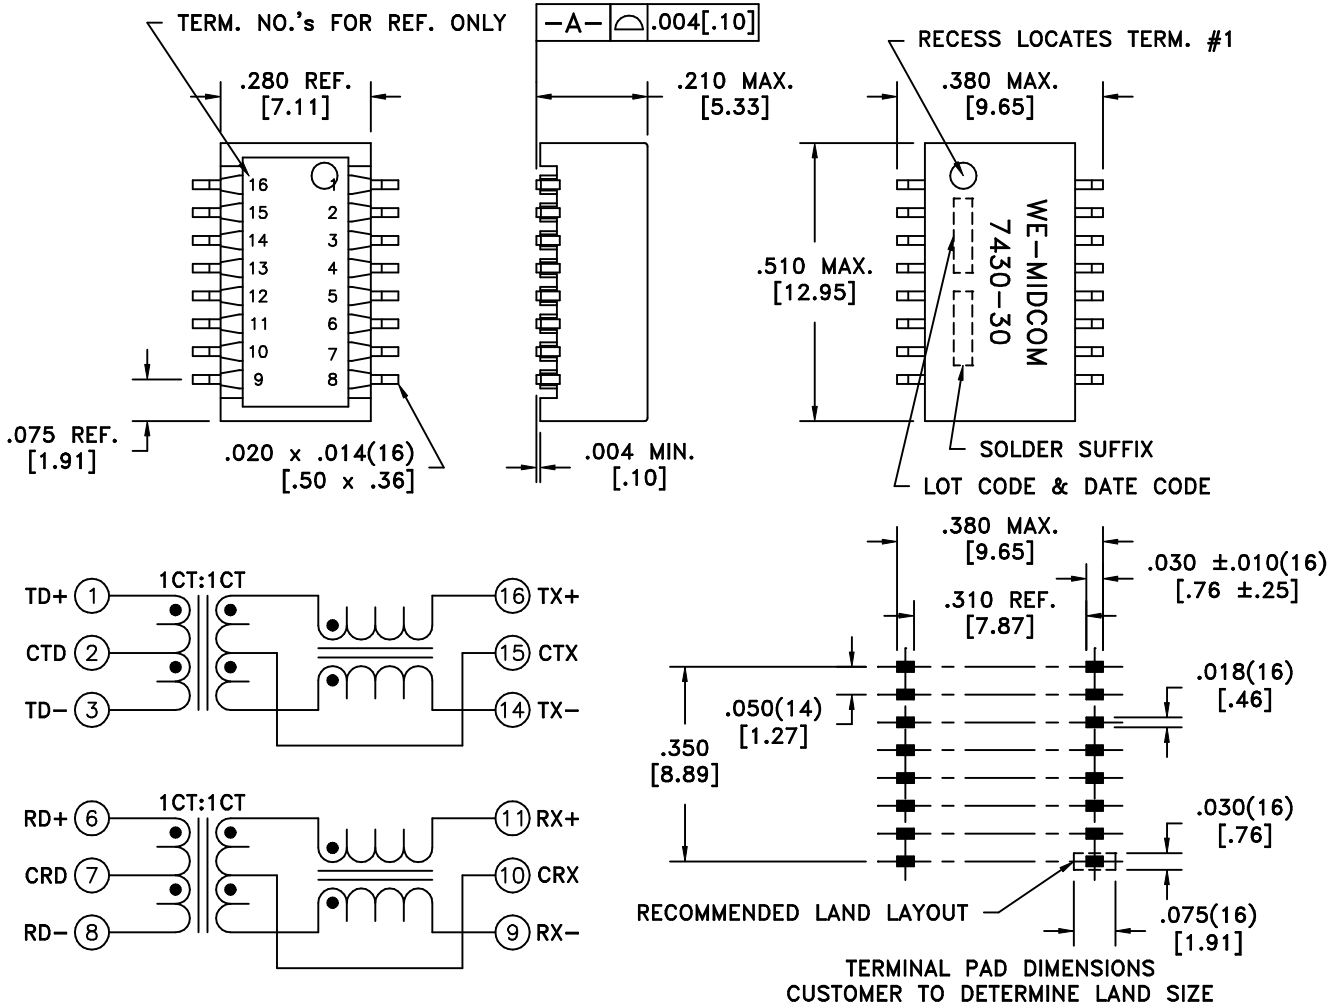 TERM. NO.'s FOR REF. ONLY
-A- .004[.10]
RECESS LOCATES TERM. #1
.280 REF.
[7.11]
.210 MAX.
[5.33]
.380 MAX.
[9.65]
16 1
15 2
14 3
13 4
12 5
11 6
10 7
9 8
WE-MIDCOM
7430-30
.510 MAX.
[12.95]
.075 REF.
[1.91]
.020 x .014(16)
[.50 x .36]
.004 MIN.
[.10]
SOLDER SUFFIX
LOT CODE & DATE CODE
1CT:1CT
TD+ 1
16 TX+
CTD 2
15 CTX
TD- 3
14 TX-
1CT:1CT
RD+ 6
11 RX+
CRD 7
10 CRX
RD- 8
9 RX-
.380 MAX.
[9.65]
.030 ±.010(16)
[.76 ±.25]
.310 REF.
[7.87]
.018(16)
[.46]
.050(14)
[1.27]
.350
[8.89]
.030(16)
[.76]
RECOMMENDED LAND LAYOUT
.075(16)
[1.91]
TERMINAL PAD DIMENSIONS
CUSTOMER TO DETERMINE LAND SIZE